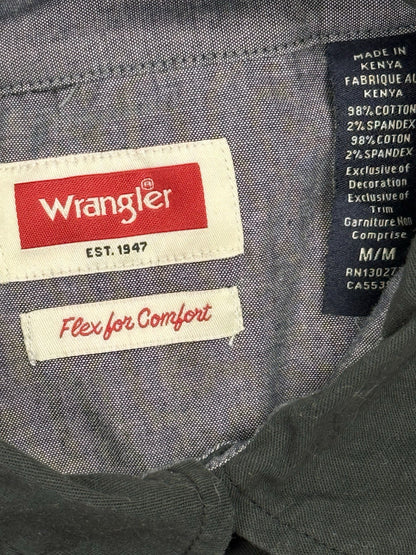 Wrangler®
EST. 1947
Flex for Comfort
MADE IN
KENYA
FABRIQUE AU
KENYA
98% COTTON
2% SPANDEX
98% COTON
2% SPANDEX
Exclusive of
Decoration
Exclusive of
Trim
Garniture Non
Comprise
M/M